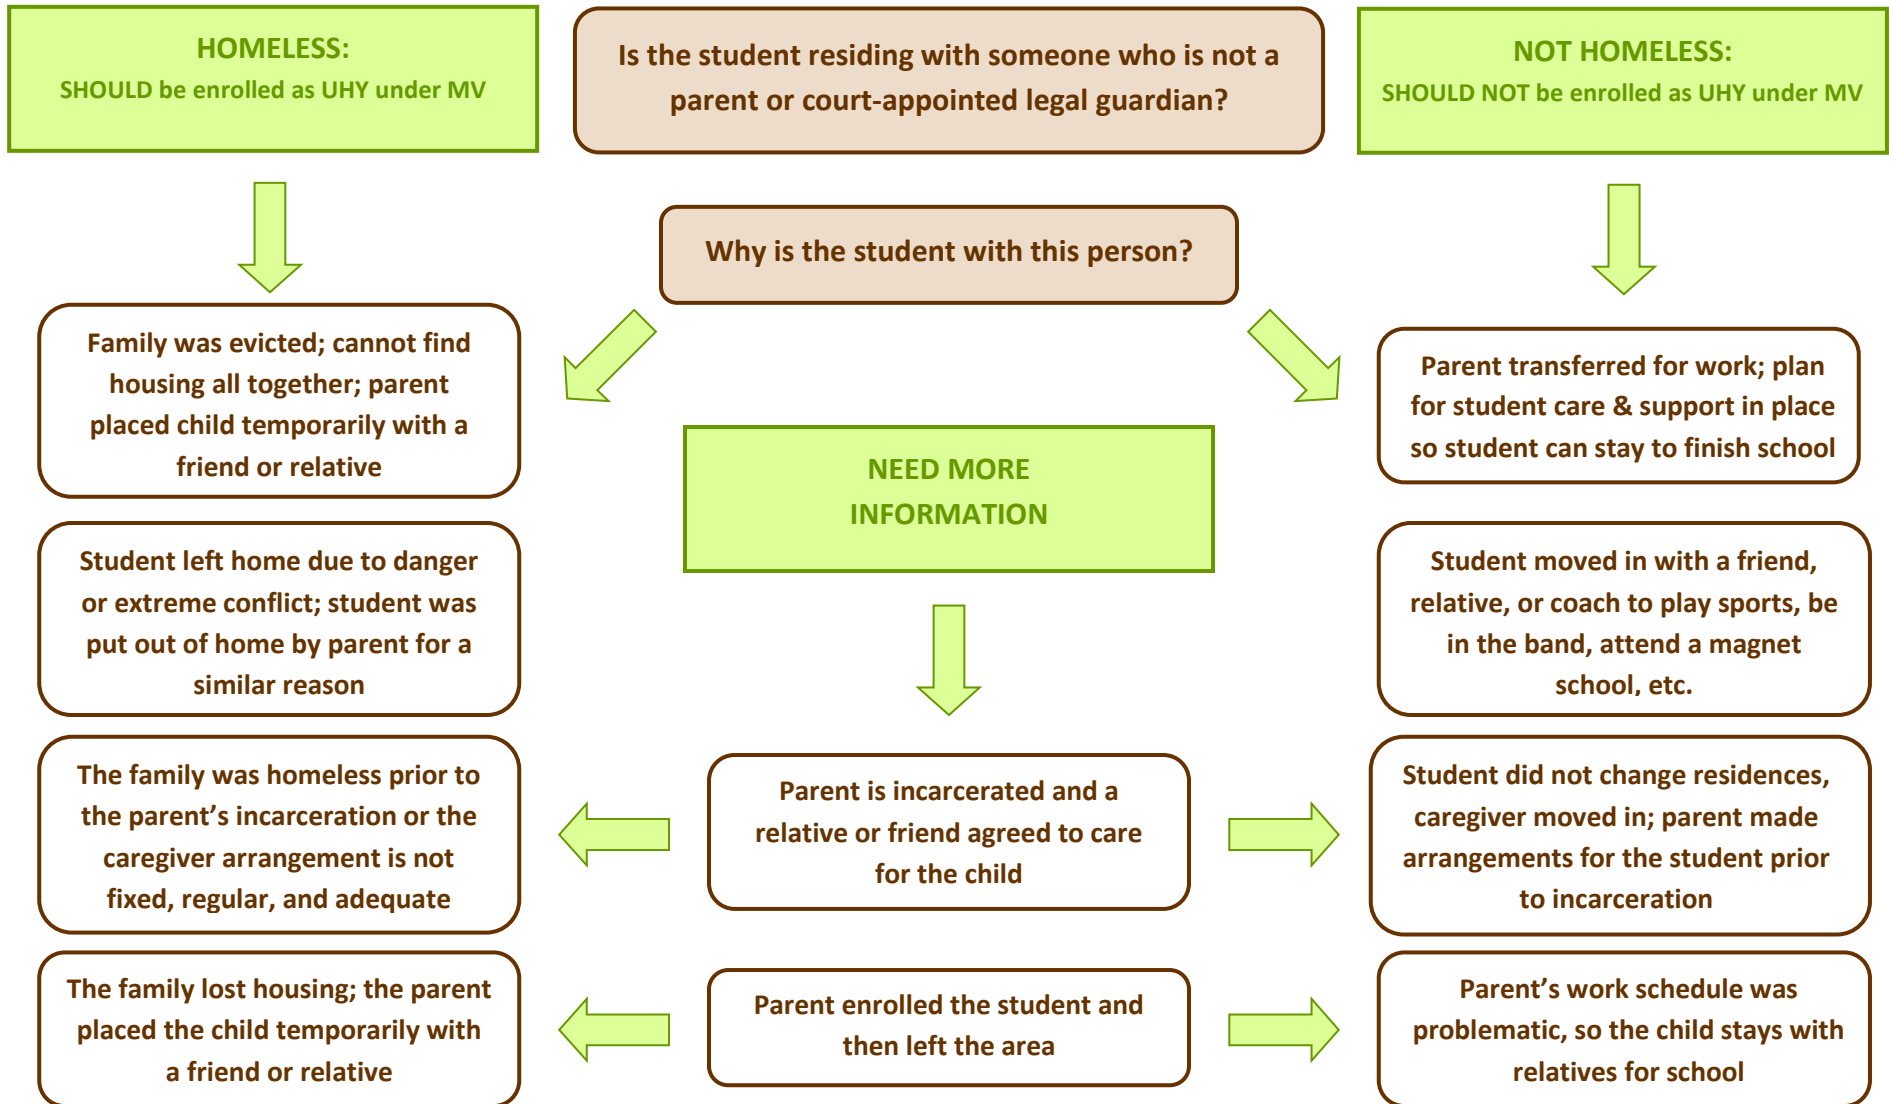 HOMELESS:
SHOULD be enrolled as UHY under MV
Is the student residing with someone who is not a
parent or court-appointed legal guardian?
NOT HOMELESS:
SHOULD NOT be enrolled as UHY under MV
Why is the student with this person?
Family was evicted; cannot find
housing all together; parent
placed child temporarily with a
friend or relative
Parent transferred for work; plan
for student care & support in place
so student can stay to finish school
NEED MORE
INFORMATION
Student left home due to danger
or extreme conflict; student was
put out of home by parent for a
similar reason
Student moved in with a friend,
relative, or coach to play sports, be
in the band, attend a magnet
school, etc.
The family was homeless prior to
the parent’s incarceration or the
caregiver arrangement is not
fixed, regular, and adequate
Parent is incarcerated and a
relative or friend agreed to care
for the child
Student did not change residences,
caregiver moved in; parent made
arrangements for the student prior
to incarceration
The family lost housing; the parent
placed the child temporarily with
a friend or relative
Parent enrolled the student and
then left the area
Parent’s work schedule was
problematic, so the child stays with
relatives for school